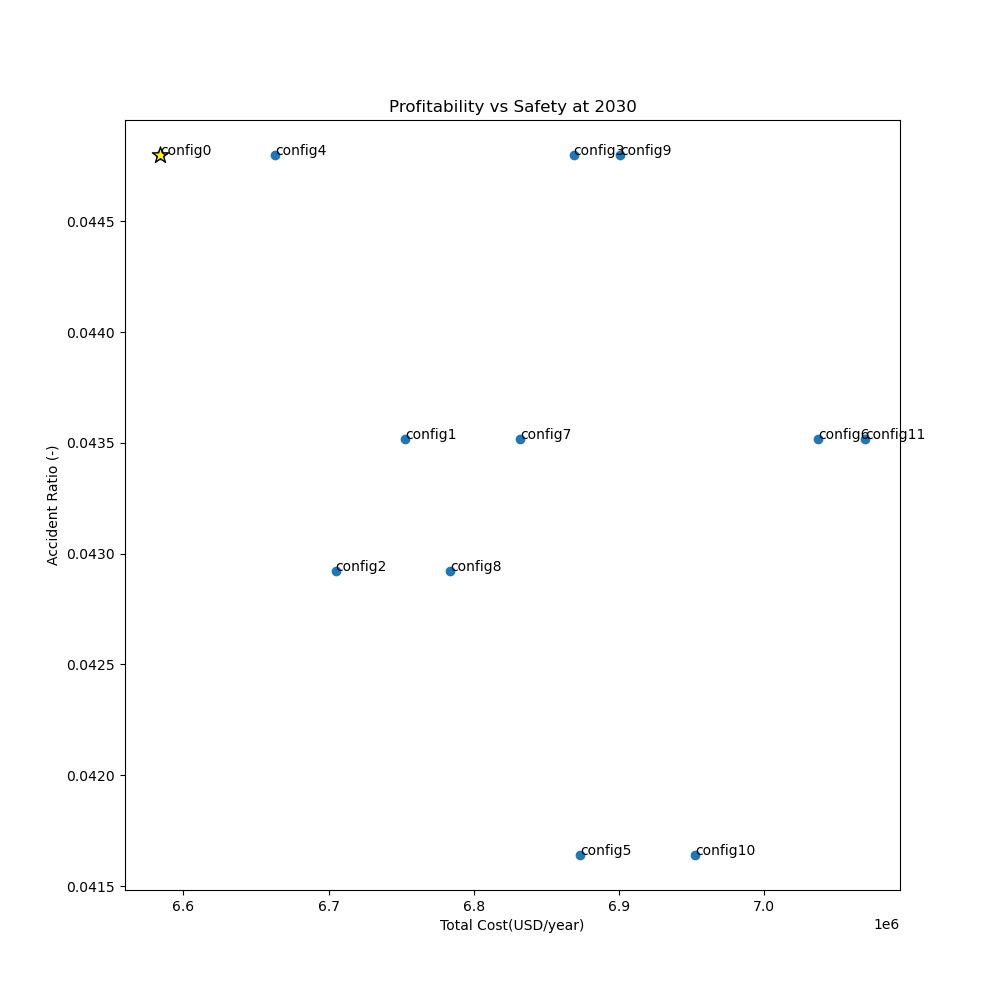 Profitability vs Safety at 2030
config0
config4
config3
config9
0.0445
0.0440
config1
config7
config6
config11
0.0435
config2
config8
0.0430
0.0425
0.0420
config5
config10
0.0415
Accident Ratio (-)
6.6
6.7
6.8
6.9
7.0
Total Cost(USD/year)
1e6